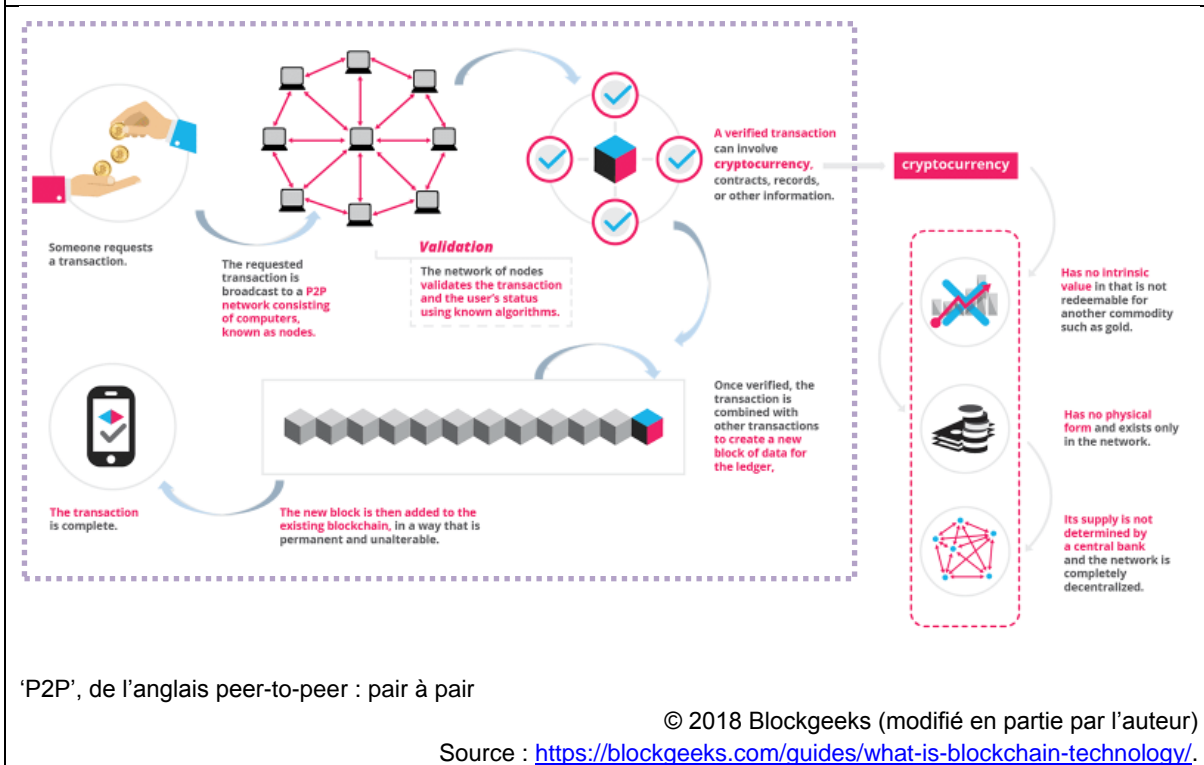 Someone requests
a transaction.
The requested
transaction is
broadcast to a P2P
network consisting
of computers,
known as nodes.
Validation
The network of nodes
validates the transaction
and the user's status
using known algorithms.
A verified transaction
can involve
cryptocurrency,
contracts, records,
or other information.
cryptocurrency
Has no intrinsic
value in that is not
redeemable for
another commodity
such as gold.
Has no physical
form and exists only
in the network.
Its supply is not
determined by
a central bank
and the network is
completely
decentralized.
Once verified, the
transaction is
combined with
other transactions
to create a new
block of data for
the ledger,
The new block is then added to the
existing blockchain, in a way that is
permanent and unalterable.
The transaction
is complete.
‘P2P’, de l’anglais peer-to-peer : pair à pair
© 2018 Blockgeeks (modifié en partie par l’auteur)
Source : https://blockgeeks.com/guides/what-is-blockchain-technology/.